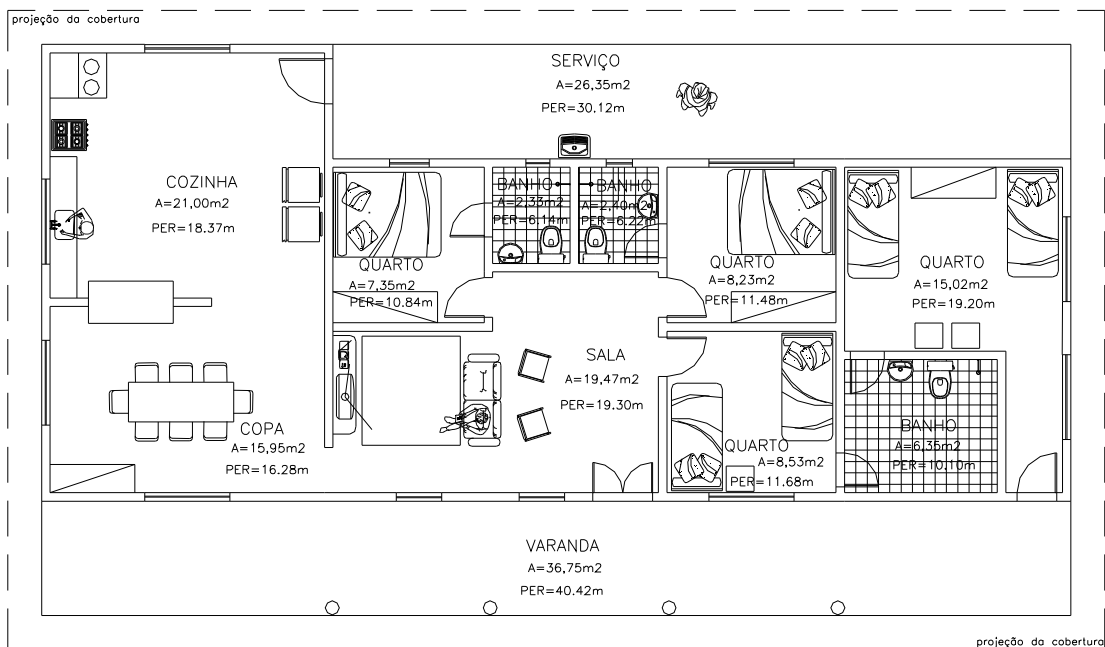 projeção da cobertura
SERVIÇO
A=26,35m2
PER=30.12m
COZINHA
A=21,00m2
PER=18.37m
BANHO
A=2,33m2
PER=6.14m
BANHO
A=2,40m2
PER=6.22m
QUARTO
A=7,35m2
PER=10.84m
QUARTO
A=8,23m2
PER=11.48m
QUARTO
A=15,02m2
PER=19.20m
SALA
A=19,47m2
PER=19.30m
COPA
A=15,95m2
PER=16.28m
QUARTO
A=8,53m2
PER=11.68m
BANHO
A=6,35m2
PER=10.10m
VARANDA
A=36,75m2
PER=40.42m
projeção da cobertura